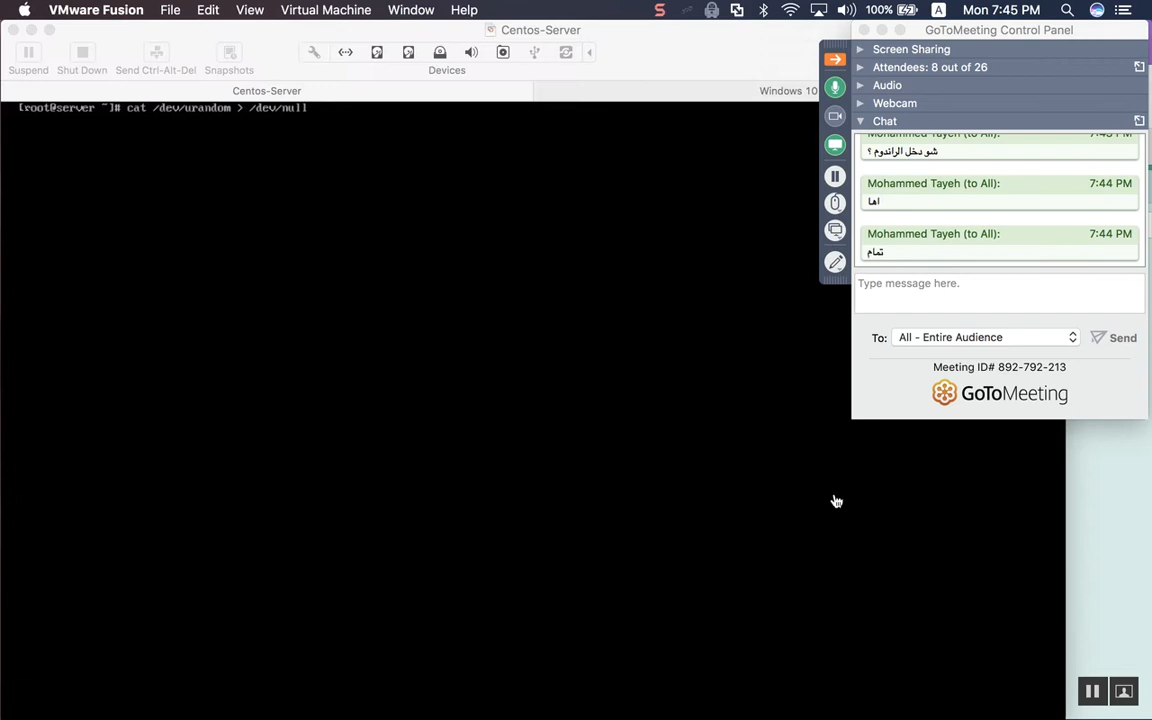 VMware Fusion File Edit View Virtual Machine Window Help
100% A Mon 7:45 PM
Centos-Server
GoToMeeting Control Panel
Suspend Shut Down Send Ctrl-Alt-Del Snapshots Devices
Screen Sharing
Attendees: 8 out of 26
Audio
Centos-Server Windows 10
Webcam
[root@server ~]# cat /dev/urandom > /dev/null
Chat
Mohammed Tayeh (to All):
شو دخل الراندوم ؟
Mohammed Tayeh (to All): 7:44 PM
اها
Mohammed Tayeh (to All): 7:44 PM
تمام
Type message here.
To: All - Entire Audience Send
Meeting ID# 892-792-213
GoToMeeting